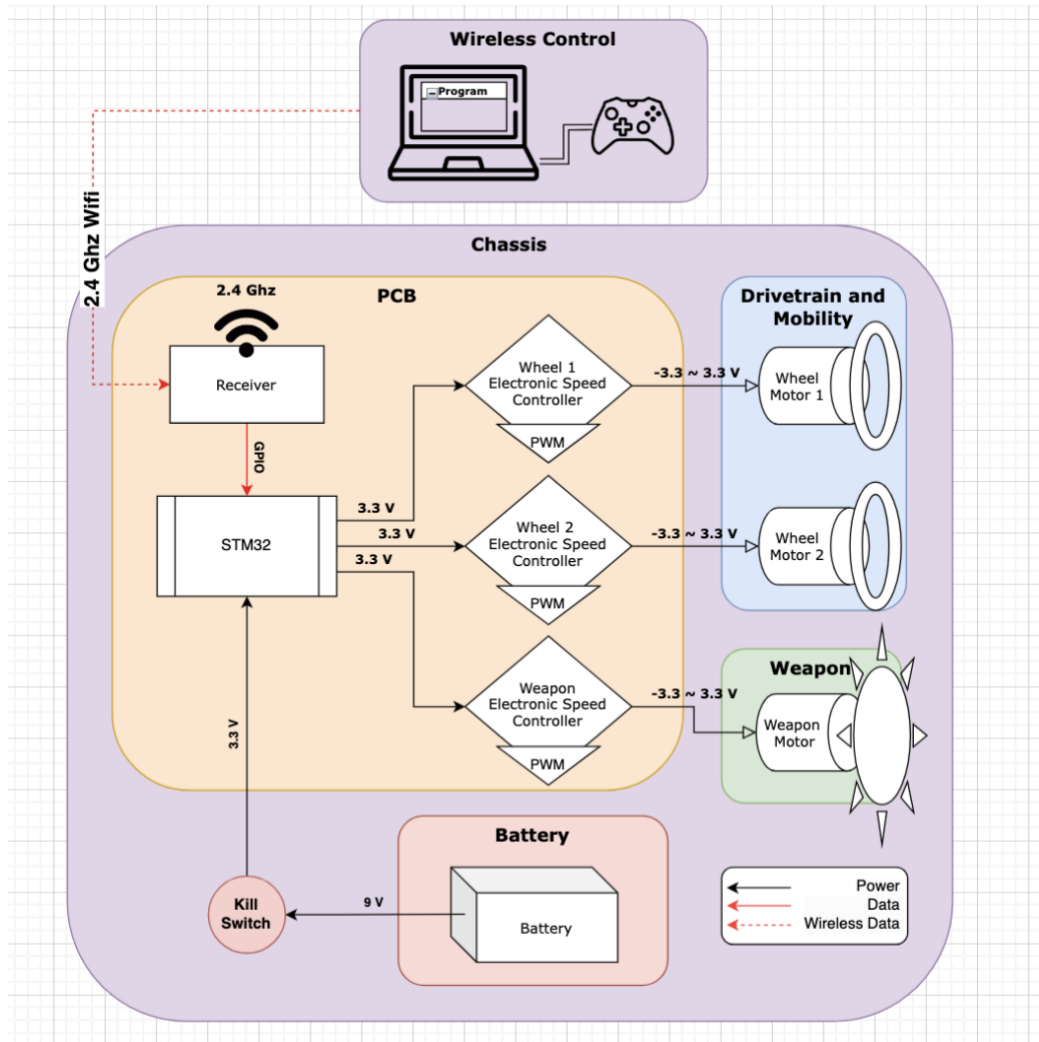 Wireless Control
Program
2.4 Ghz Wifi
Chassis
PCB
2.4 Ghz
Receiver
GPIO
STM32
3.3 V
3.3 V
3.3 V
3.3 V
Wheel 1
Electronic Speed
Controller
PWM
Wheel 2
Electronic Speed
Controller
PWM
Weapon
Electronic Speed
Controller
PWM
-3.3 ~ 3.3 V
-3.3 ~ 3.3 V
-3.3 ~ 3.3 V
Drivetrain and
Mobility
Wheel
Motor 1
Wheel
Motor 2
Weapon
Weapon
Motor
Battery
Battery
9 V
Kill
Switch
Power
Data
Wireless Data